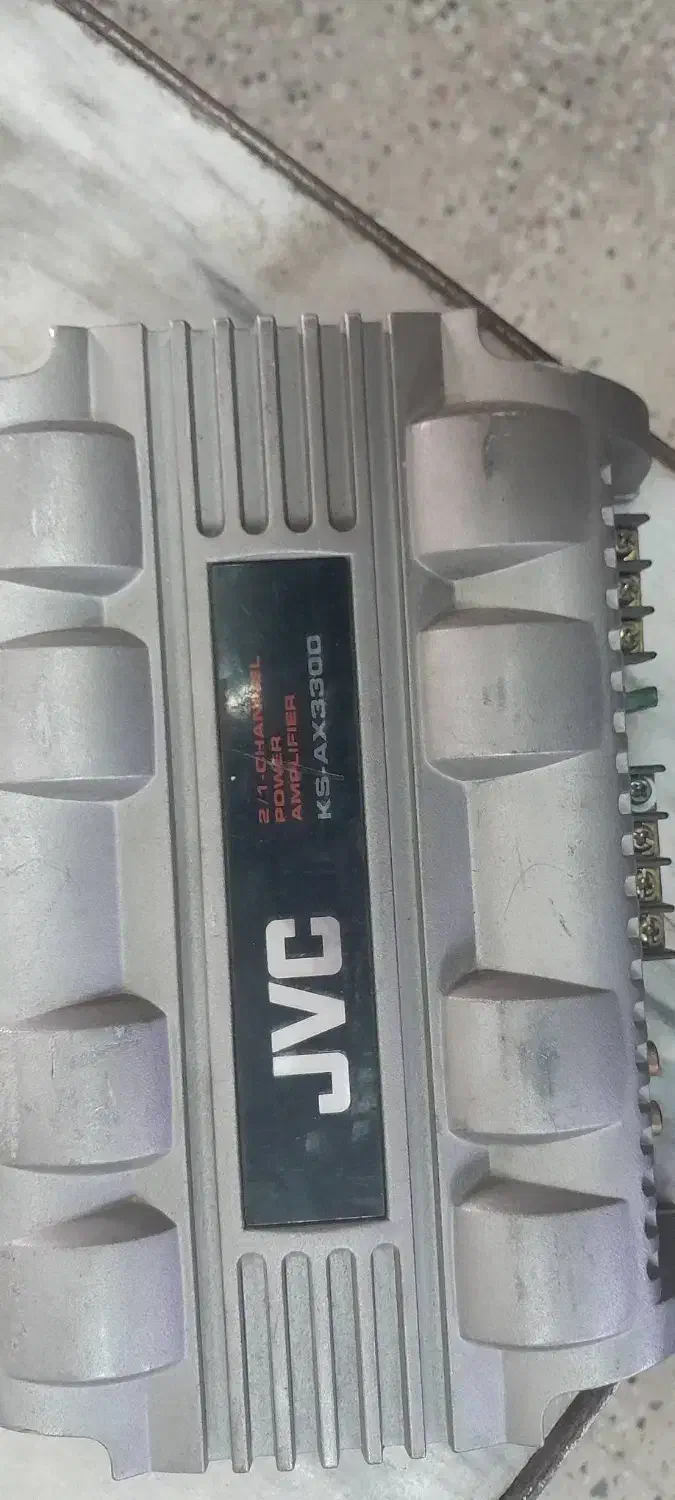 JVC
2/1-CHANNEL
POWER
AMPLIFIER
KS-AX3300